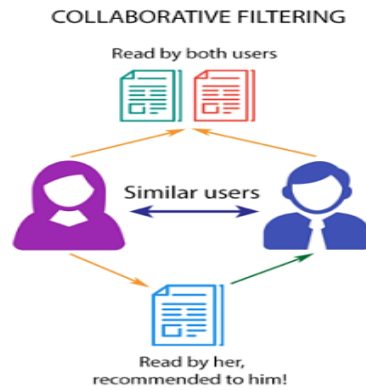 COLLABORATIVE FILTERING
Read by both users
Similar users
Read by her,
recommended to him!